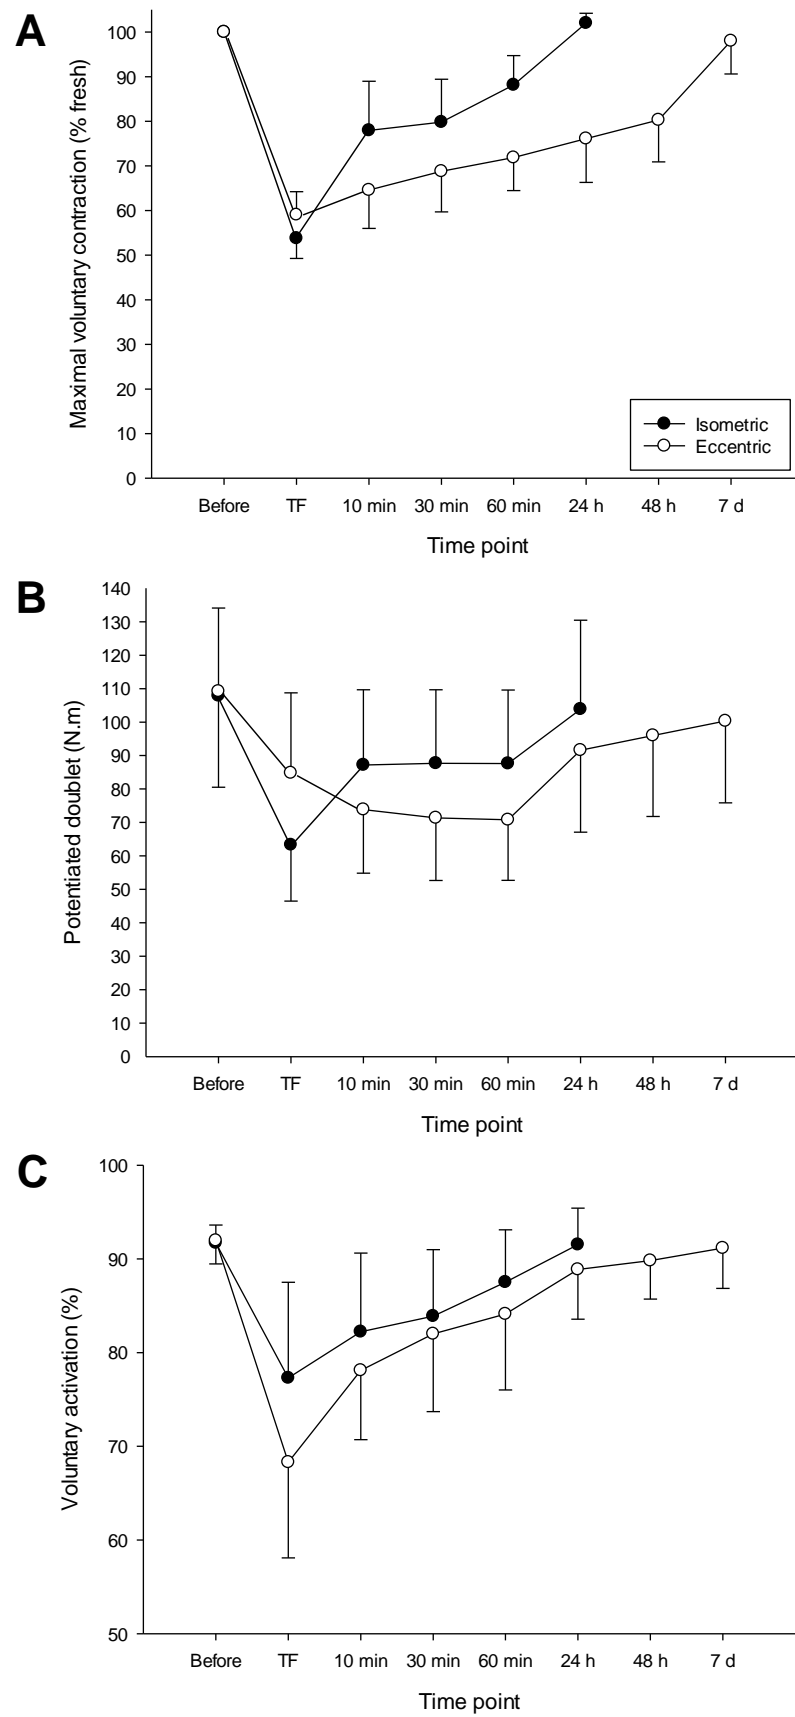 A
Maximal voluntary contraction (% fresh)
100
90
80
70
60
50
40
30
20
10
0
Isometric
Eccentric
Before TF 10 min 30 min 60 min 24 h 48 h 7 d
Time point
B
Potentiated doublet (N.m)
140
130
120
110
100
90
80
70
60
50
40
30
20
10
0
Before TF 10 min 30 min 60 min 24 h 48 h 7 d
Time point
C
Voluntary activation (%)
100
90
80
70
60
50
Before TF 10 min 30 min 60 min 24 h 48 h 7 d
Time point